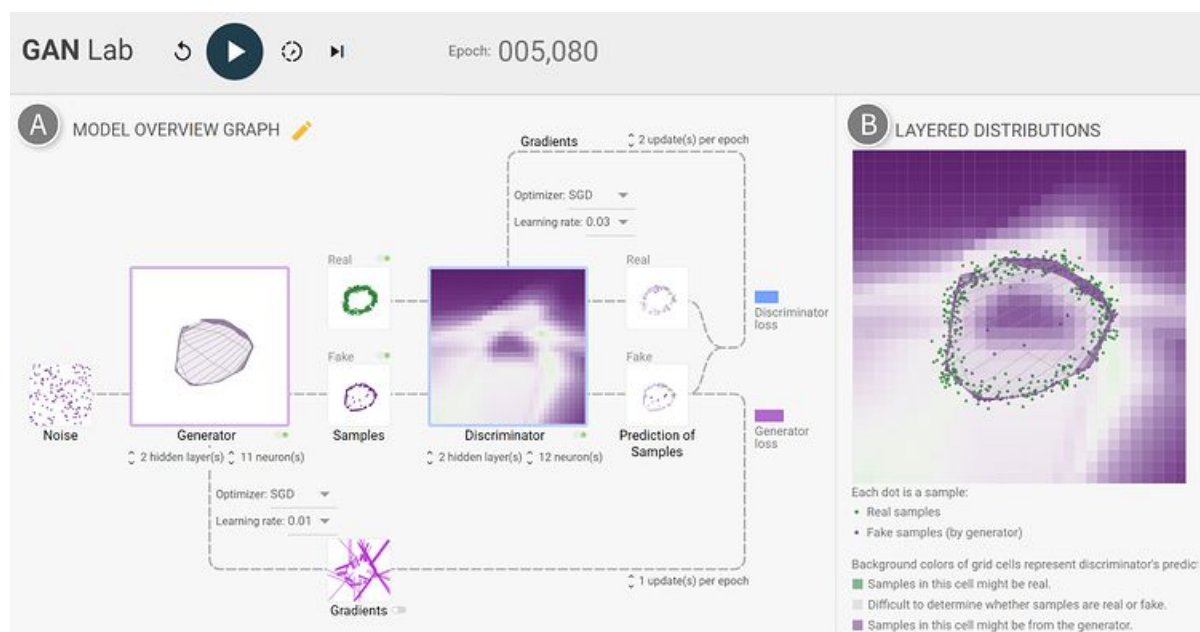 GAN Lab
Epoch: 005,080
A MODEL OVERVIEW GRAPH
Gradients
2 update(s) per epoch
Optimizer: SGD
Learning rate: 0.03
Real
Real
Discriminator
loss
Fake
Fake
Generator
loss
Noise
Generator
Samples
Discriminator
Prediction of
Samples
2 hidden layer(s) 11 neuron(s)
2 hidden layer(s) 12 neuron(s)
Optimizer: SGD
Learning rate: 0.01
1 update(s) per epoch
Gradients
B LAYERED DISTRIBUTIONS
Each dot is a sample:
Real samples
Fake samples (by generator)
Background colors of grid cells represent discriminator's predic
Samples in this cell might be real.
Difficult to determine whether samples are real or fake.
Samples in this cell might be from the generator.